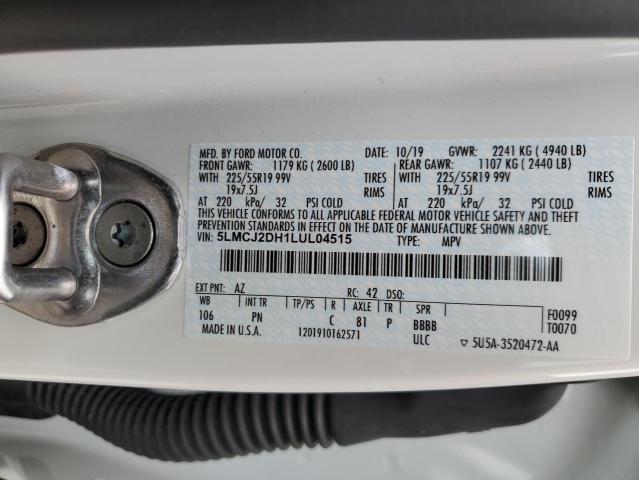 MFD. BY FORD MOTOR CO. DATE: 10/19 GVWR: 2241 KG ( 4940 LB)
FRONT GAWR: 1179 KG ( 2600 LB) REAR GAWR: 1107 KG ( 2440 LB)
WITH 225/55R19 99V TIRES WITH 225/55R19 99V TIRES
19x7.5J RIMS 19x7.5J RIMS
AT 220 kPa/ 32 PSI COLD AT 220 kPa/ 32 PSI COLD
THIS VEHICLE CONFORMS TO ALL APPLICABLE FEDERAL MOTOR VEHICLE SAFETY AND THEFT
PREVENTION STANDARDS IN EFFECT ON THE DATE OF MANUFACTURE SHOWN ABOVE.
VIN: 5LMCJ2DH1LUL04515 TYPE: MPV
EXT PNT: AZ RC: 42 DSO:
WB INT TR TP/PS R AXLE TR SPR F0099
106 PN C 81 P BBBB T0070
MADE IN U.S.A. 1201910162571 ULC ▽ 5U5A-3520472-AA